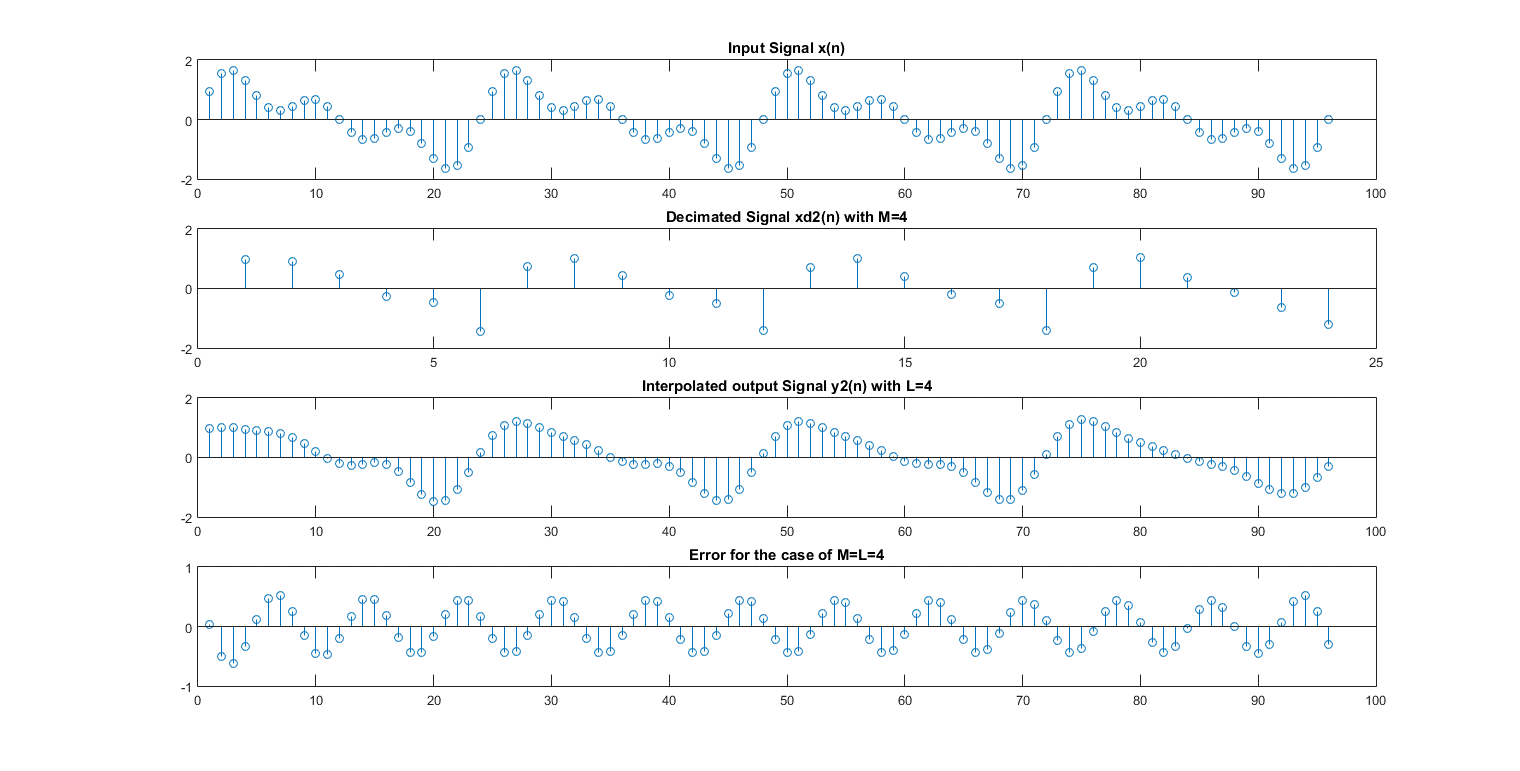 Input Signal x(n)
2
0
-2
0 10 20 30 40 50 60 70 80 90 100
Decimated Signal xd2(n) with M=4
2
0
-2
0 5 10 15 20 25
Interpolated output Signal y2(n) with L=4
2
0
-2
0 10 20 30 40 50 60 70 80 90 100
Error for the case of M=L=4
1
0
-1
0 10 20 30 40 50 60 70 80 90 100